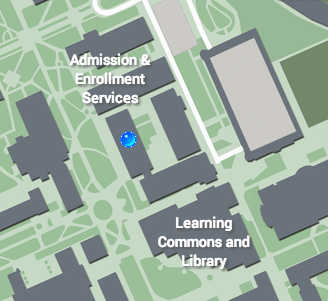 Admission &
Enrollment
Services
Learning
Commons and
Library